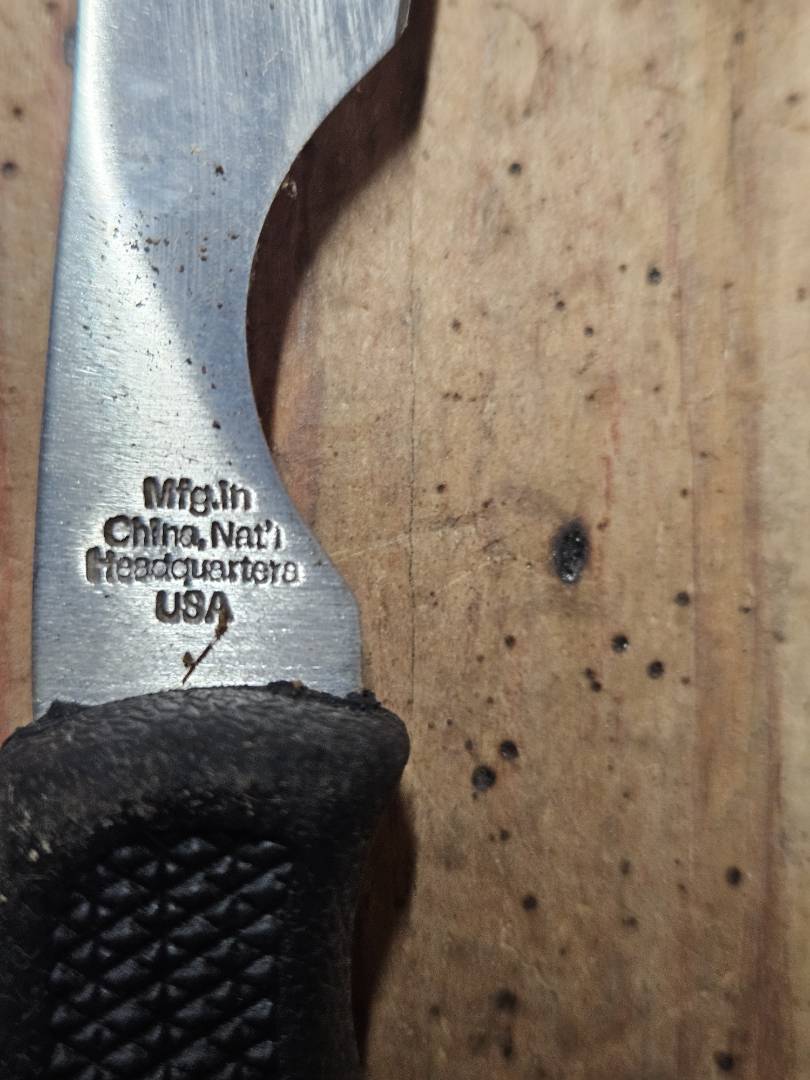 Mfg.in
China, Nat'l
Headquarters
USA